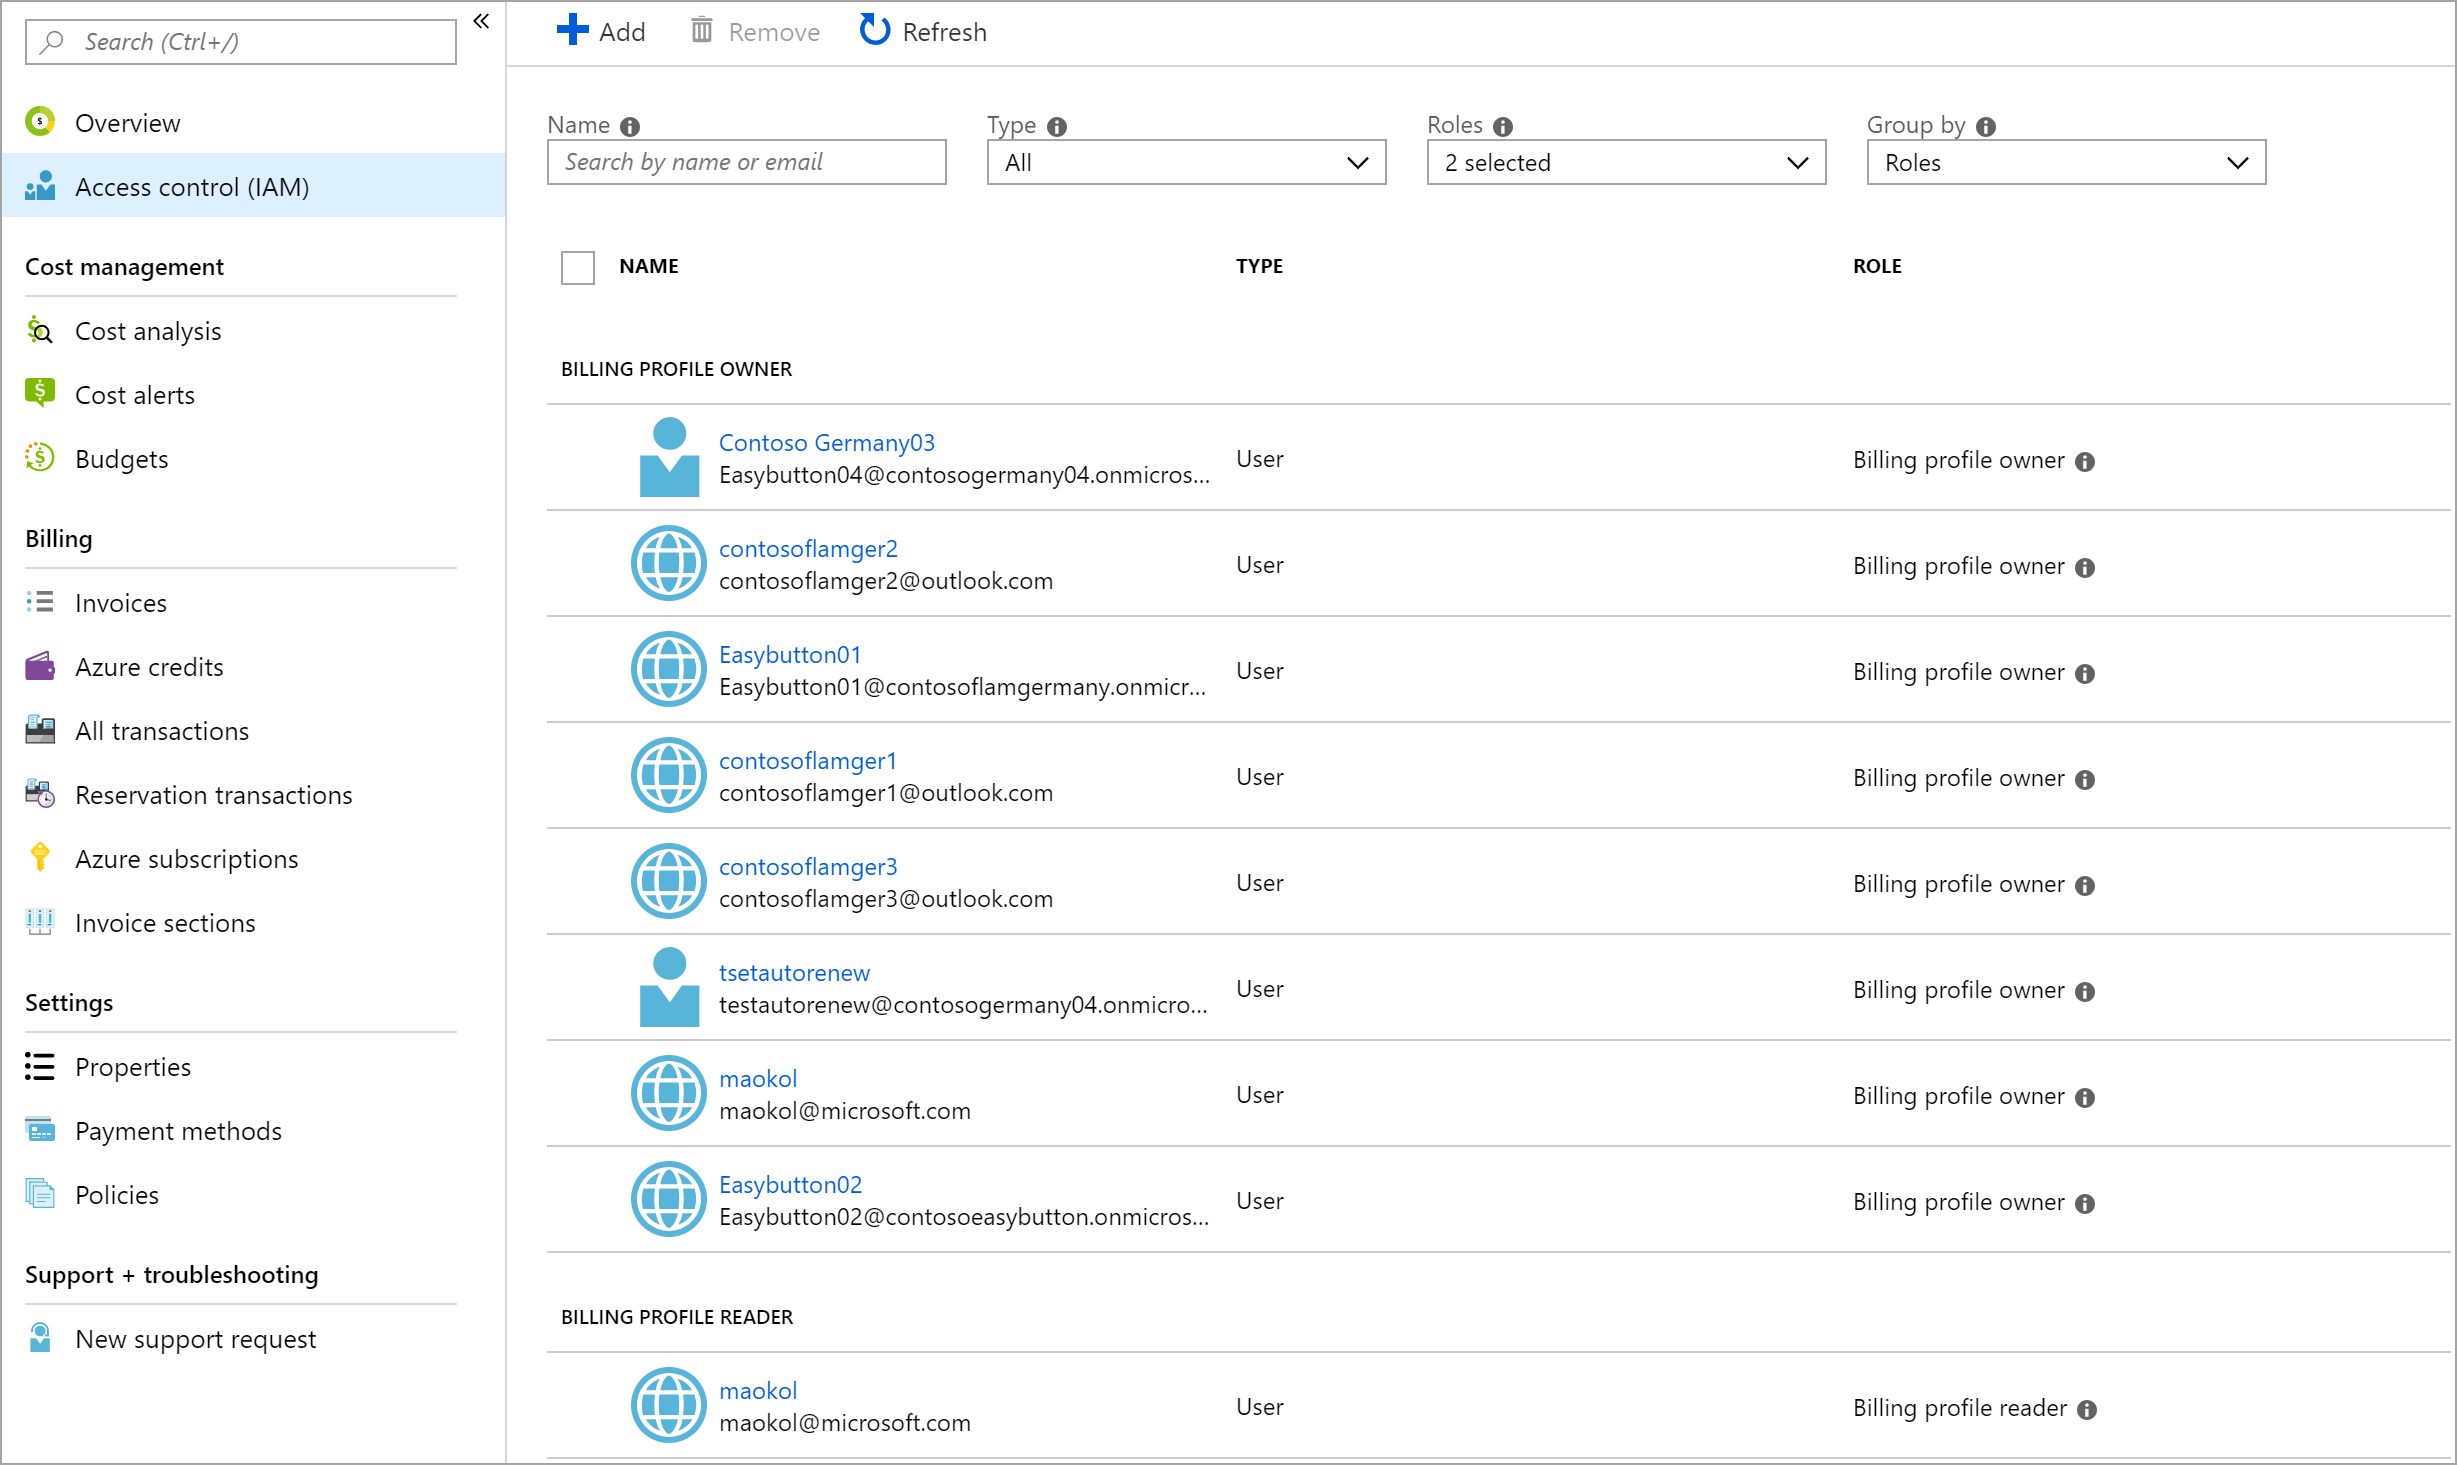 Search (Ctrl+/)
«
Overview
Access control (IAM)
Cost management
Cost analysis
Cost alerts
Budgets
Billing
Invoices
Azure credits
All transactions
Reservation transactions
Azure subscriptions
Invoice sections
Settings
Properties
Payment methods
Policies
Support + troubleshooting
New support request
Add Remove Refresh
Name Type Roles Group by
Search by name or email All 2 selected Roles
NAME TYPE ROLE
BILLING PROFILE OWNER
Contoso Germany03
Easybutton04@contosogermany04.onmicros... User Billing profile owner
contosoflamger2
contosoflamger2@outlook.com User Billing profile owner
Easybutton01
Easybutton01@contosoflamgermany.onmicr... User Billing profile owner
contosoflamger1
contosoflamger1@outlook.com User Billing profile owner
contosoflamger3
contosoflamger3@outlook.com User Billing profile owner
tsetautorenew
testautorenew@contosogermany04.onmicro... User Billing profile owner
maokol
maokol@microsoft.com User Billing profile owner
Easybutton02
Easybutton02@contosoeasybutton.onmicros... User Billing profile owner
BILLING PROFILE READER
maokol
maokol@microsoft.com User Billing profile reader